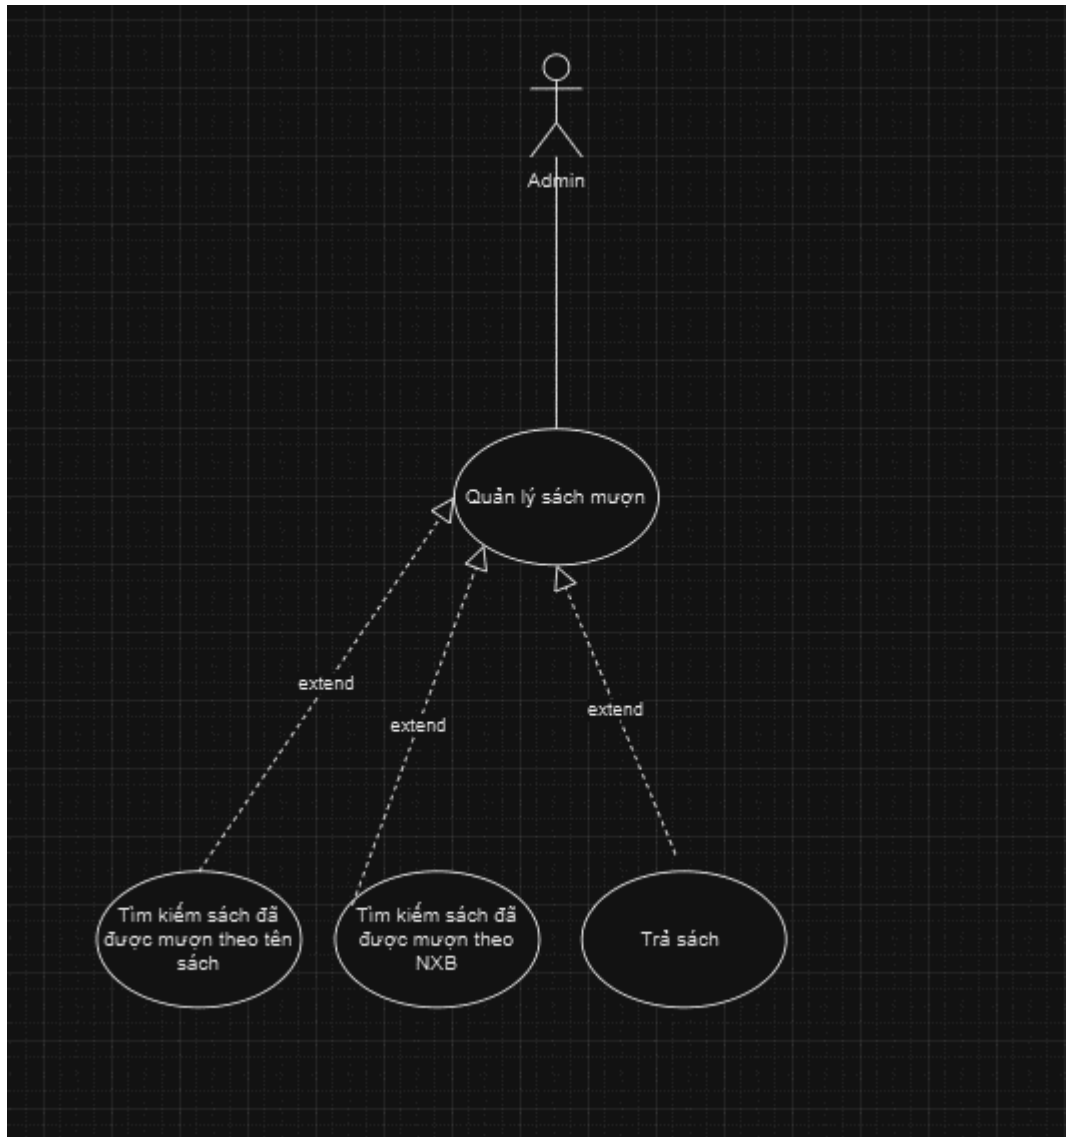 Admin
Quản lý sách mượn
extend
extend
extend
Tìm kiếm sách đã
được mượn theo tên
sách
Tìm kiếm sách đã
được mượn theo
NXB
Trả sách